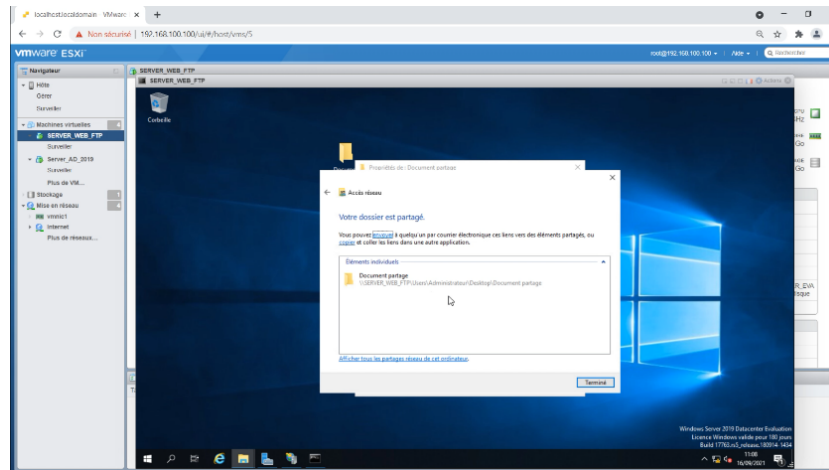 localhost.localdomain - VMware
Non sécurisé | 192.168.100.100/ui/#/host/vms/5
vmware ESXi
root@192.168.100.100
Aide
Rechercher
Navigateur
Hôte
Gérer
Surveiller
Machines virtuelles
SERVER_WEB_FTP
Surveiller
Server_AD_2019
Surveiller
Plus de VM...
Stockage
Mise en réseau
vmnic1
Internet
Plus de réseaux...
SERVER_WEB_FTP
SERVER_WEB_FTP
Actions
Corbeille
Propriétés de : Document partage
Accès réseau
Votre dossier est partagé.
Vous pouvez envoyer à quelqu'un par courrier électronique ces liens vers des éléments partagés, ou
copier et coller les liens dans une autre application.
Éléments individuels
Document partage
\\SERVER_WEB_FTP\Users\Administrateur\Desktop\Document partage
Afficher tous les partages réseau de cet ordinateur.
Terminé
Windows Server 2019 Datacenter Evaluation
Licence Windows valide pour 180 jours
Build 17763.rs5_release.180914-1434
11:08
16/09/2021